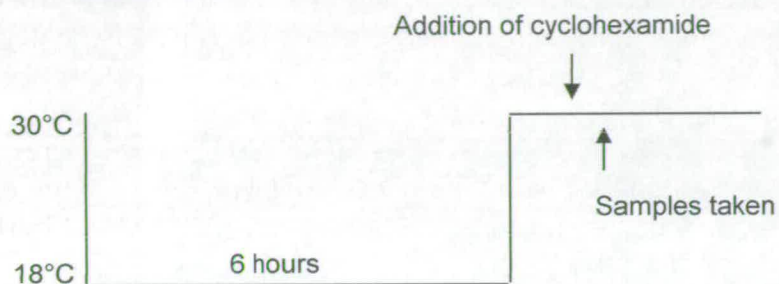 Addition of cyclohexamide
30°C
Samples taken
6 hours
18°C